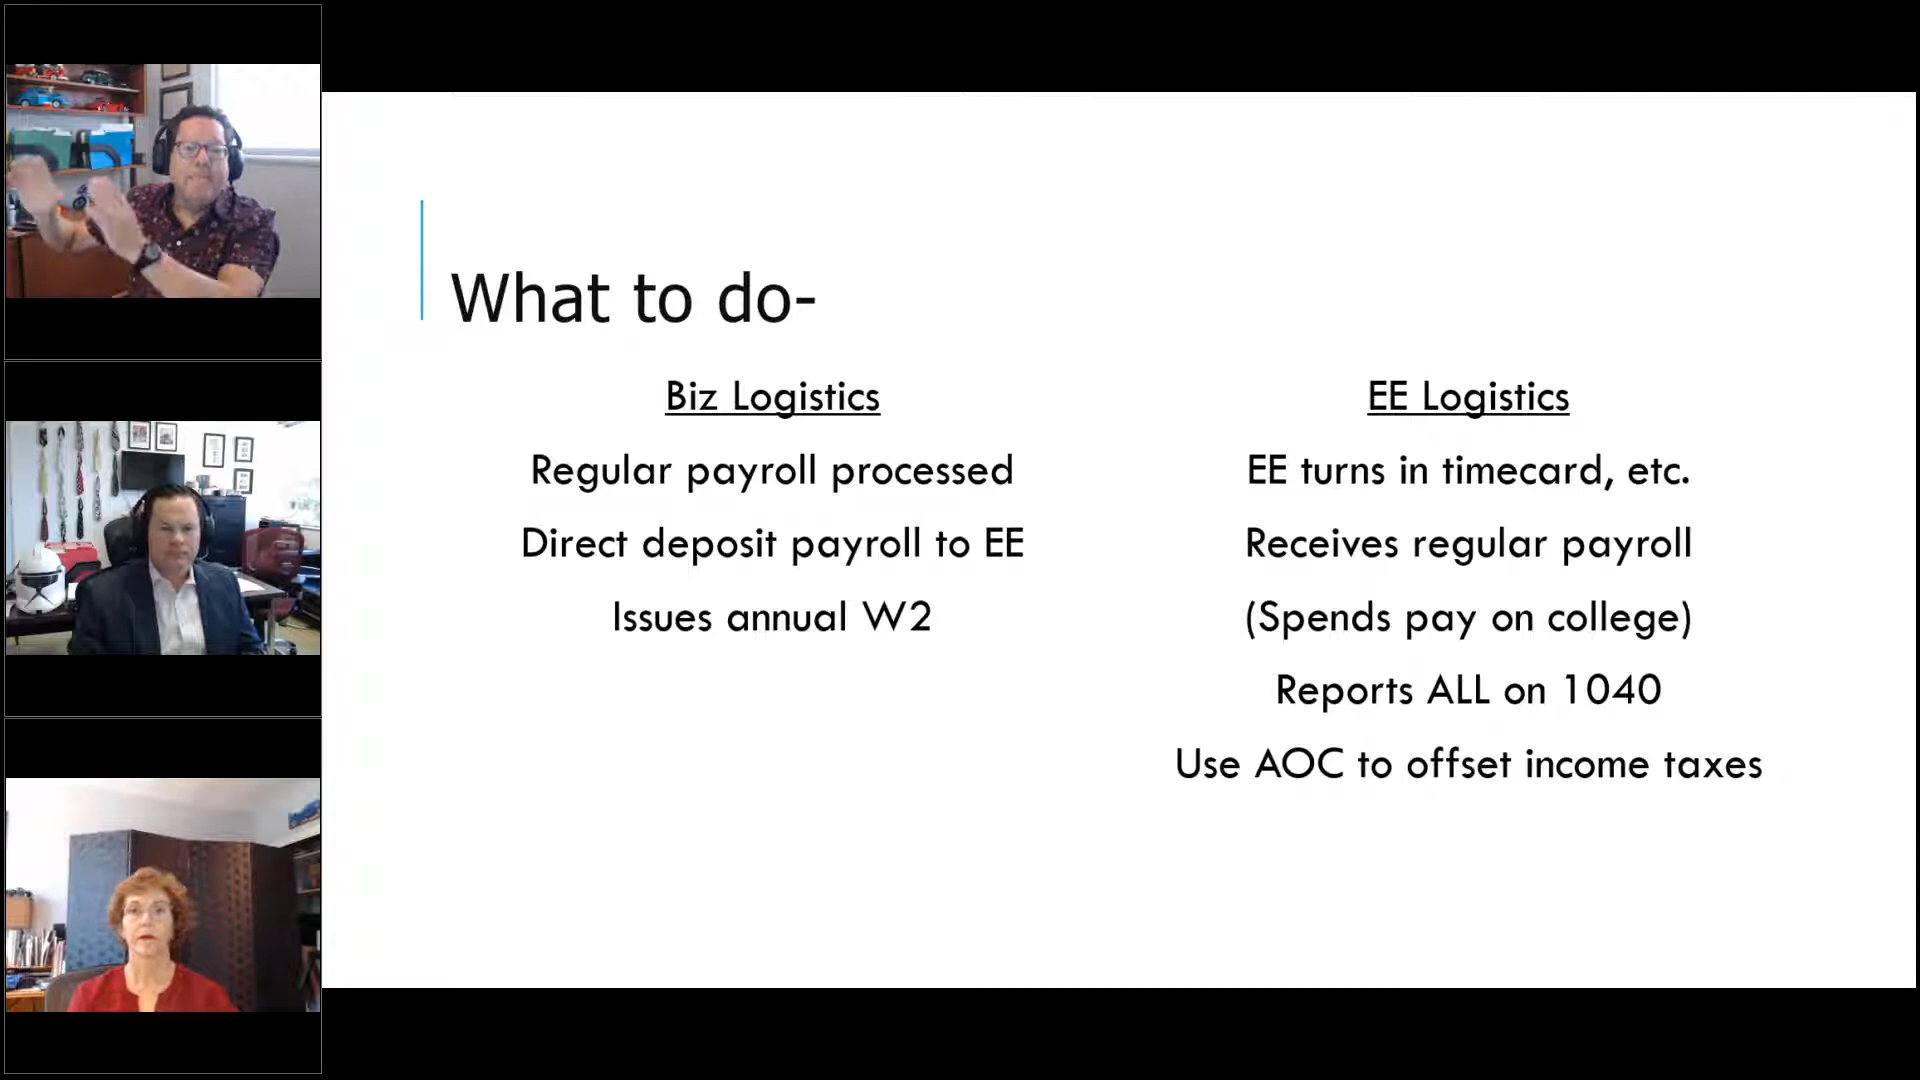 What to do-
Biz Logistics
Regular payroll processed
Direct deposit payroll to EE
Issues annual W2
EE Logistics
EE turns in timecard, etc.
Receives regular payroll
(Spends pay on college)
Reports ALL on 1040
Use AOC to offset income taxes